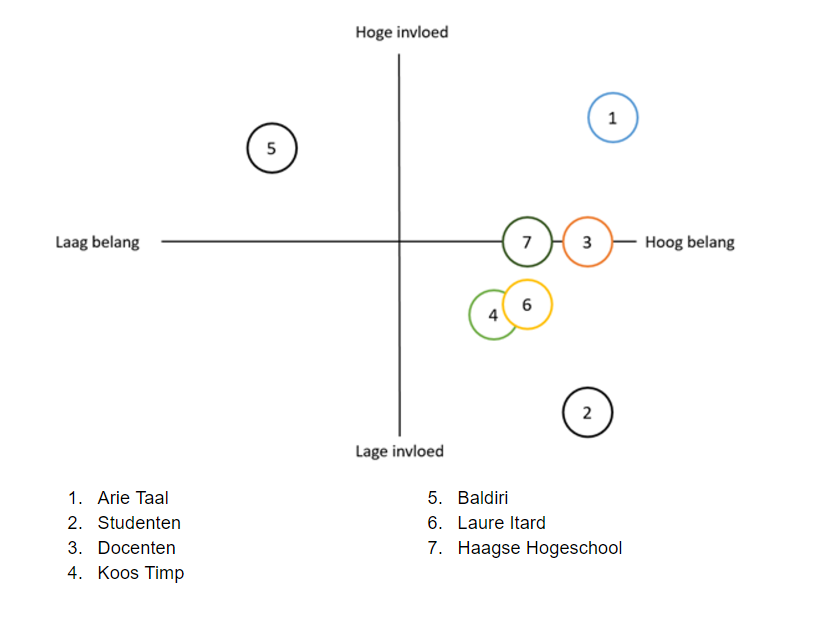 Hoge invloed
1
5
Laag belang
7
3
Hoog belang
6
4
2
Lage invloed
1. Arie Taal
2. Studenten
3. Docenten
4. Koos Timp
5. Baldiri
6. Laure Itard
7. Haagse Hogeschool